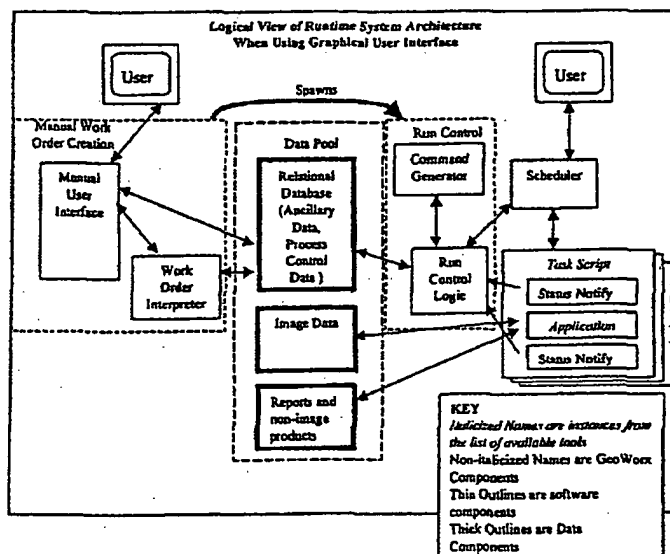 Logical View of Runtime System Architecture
When Using Graphical User Interface
User
User
Spawns
Manual Work
Order Creation
Manual
User
Interface
Work
Order
Interpreter
Data Pool
Relational
Database
(Ancillary
Data,
Process
Control
Data)
Image Data
Reports and
non-image
products
Run Control
Command
Generator
Run
Control
Logic
Scheduler
Task Script
Status Notify
Application
Status Notify
KEY
Italicized Names are instances from
the list of available tools
Non-italicized Names are GeoWorx
Components
Thin Outlines are software
components
Thick Outlines are Data
Components